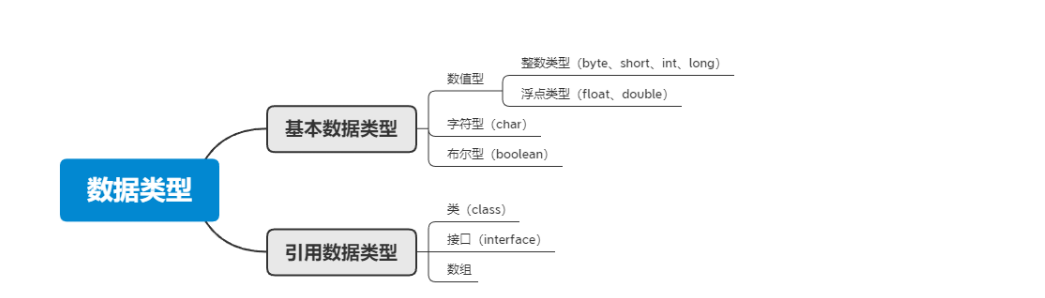 数据类型
基本数据类型
数值型
整数类型（byte、short、int、long）
浮点类型（float、double）
字符型（char）
布尔型（boolean）
引用数据类型
类（class）
接口（interface）
数组